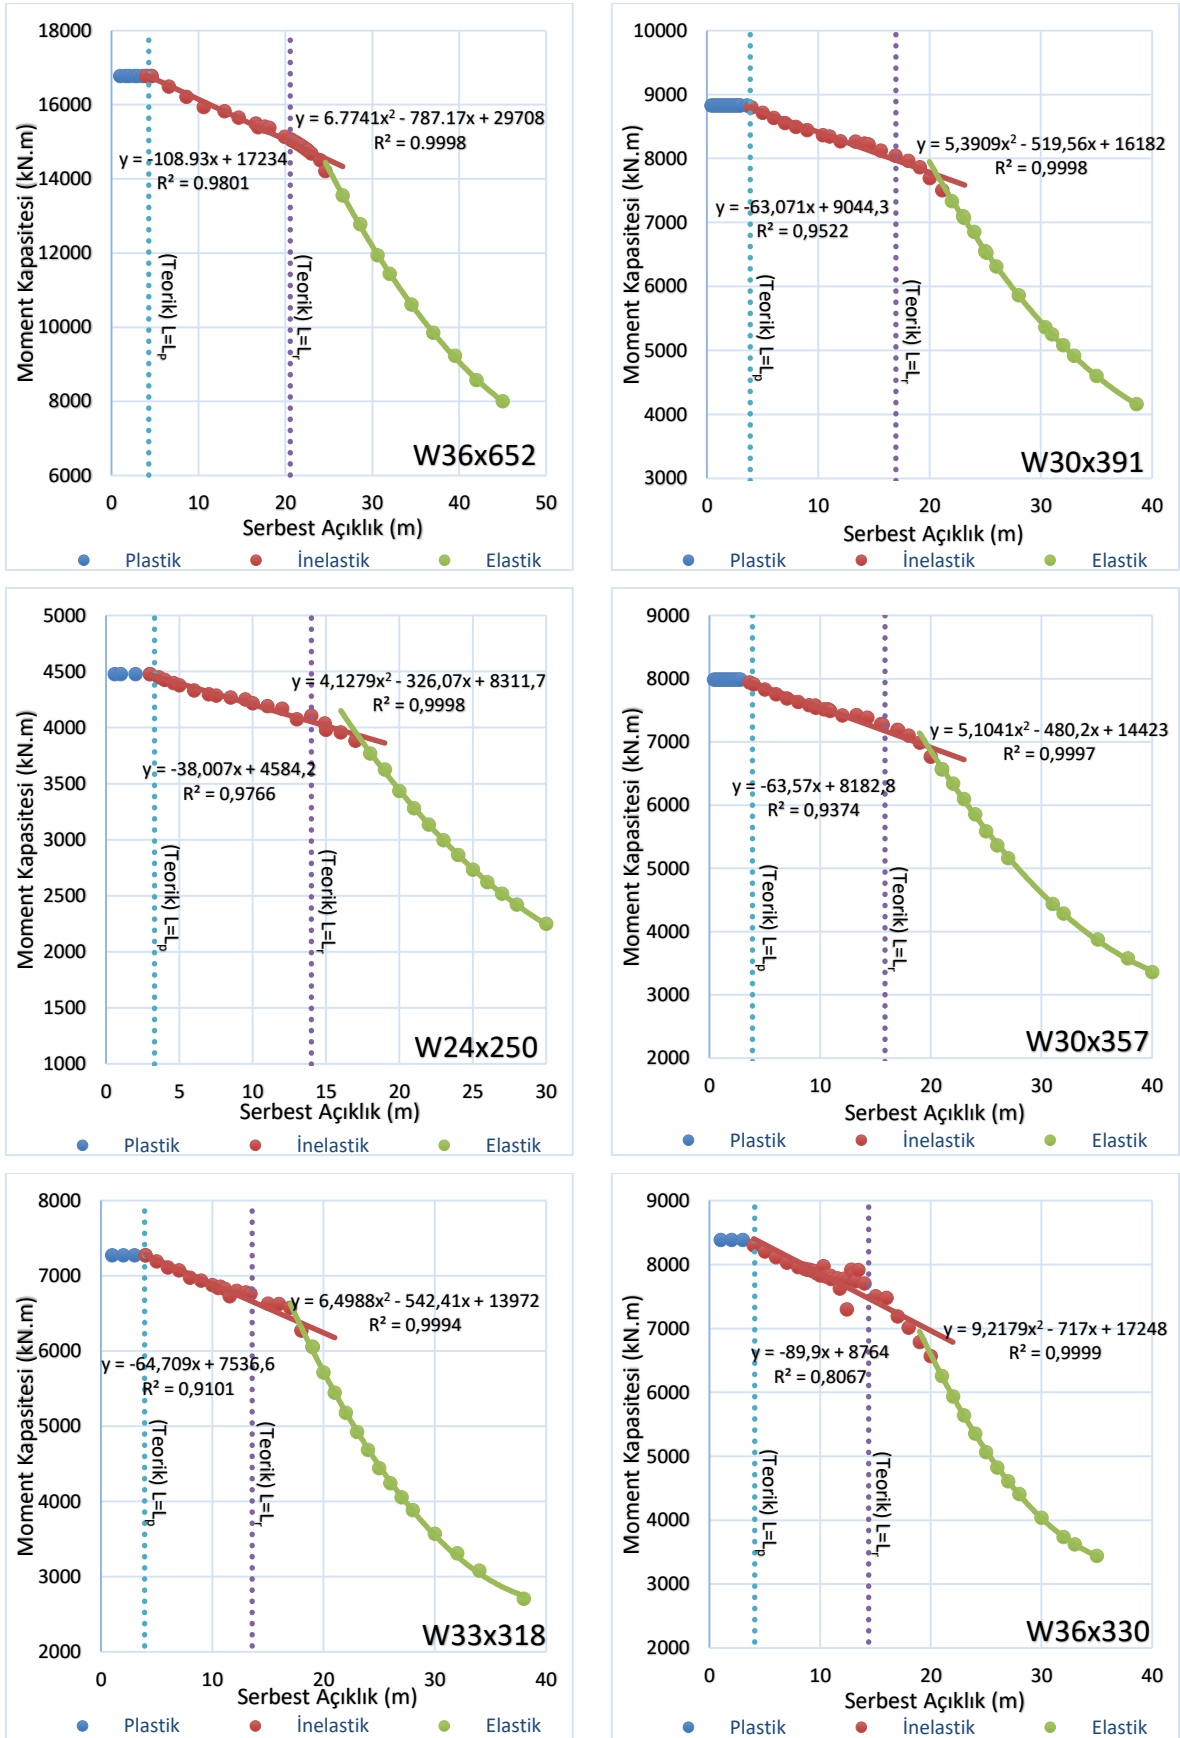 Moment Kapasitesi (kN.m)
18000
16000
14000
12000
10000
8000
6000
y = 6.7741x² - 787.17x + 29708
R² = 0.9998
y = -108.93x + 17234
R² = 0.9801
(Teorik) L=Lp
(Teorik) L=Lr
W36x652
0 10 20 30 40 50
Serbest Açıklık (m)
Plastik İnelastik Elastik
Moment Kapasitesi (kN.m)
10000
9000
8000
7000
6000
5000
4000
3000
y = 5,3909x² - 519,56x + 16182
R² = 0,9998
y = -63,071x + 9044,3
R² = 0,9522
(Teorik) L=Lp
(Teorik) L=Lr
W30x391
0 10 20 30 40
Serbest Açıklık (m)
Plastik İnelastik Elastik
Moment Kapasitesi (kN.m)
5000
4500
4000
3500
3000
2500
2000
1500
1000
y = 4,1279x² - 326,07x + 8311,7
R² = 0,9998
y = -38,007x + 4584,2
R² = 0,9766
(Teorik) L=Lp
(Teorik) L=Lr
W24x250
0 5 10 15 20 25 30
Serbest Açıklık (m)
Plastik İnelastik Elastik
Moment Kapasitesi (kN.m)
9000
8000
7000
6000
5000
4000
3000
2000
y = 5,1041x² - 480,2x + 14423
R² = 0,9997
y = -63,57x + 8182,8
R² = 0,9374
(Teorik) L=Lp
(Teorik) L=Lr
W30x357
0 10 20 30 40
Serbest Açıklık (m)
Plastik İnelastik Elastik
Moment Kapasitesi (kN.m)
8000
7000
6000
5000
4000
3000
2000
y = 6,4988x² - 542,41x + 13972
R² = 0,9994
y = -64,709x + 7536,6
R² = 0,9101
(Teorik) L=Lp
(Teorik) L=Lr
W33x318
0 10 20 30 40
Serbest Açıklık (m)
Plastik İnelastik Elastik
Moment Kapasitesi (kN.m)
9000
8000
7000
6000
5000
4000
3000
2000
y = 9,2179x² - 717x + 17248
R² = 0,9999
y = -89,9x + 8764
R² = 0,8067
(Teorik) L=Lp
(Teorik) L=Lr
W36x330
0 10 20 30 40
Serbest Açıklık (m)
Plastik İnelastik Elastik